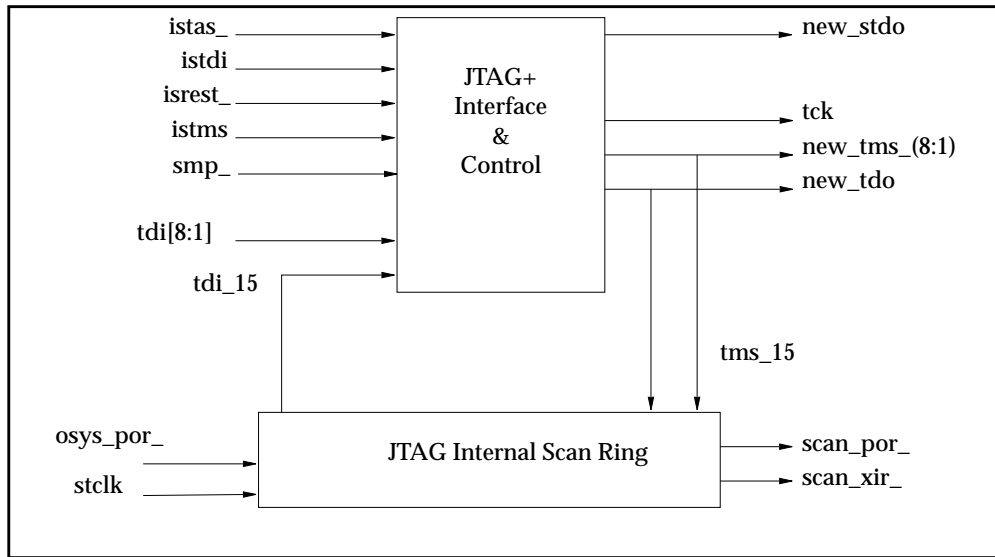 istas_
istdi
isrest_
istms
smp_
tdi[8:1]
tdi_15
JTAG+
Interface
&
Control
new_stdo
tck
new_tms_(8:1)
new_tdo
tms_15
osys_por_
stclk
JTAG Internal Scan Ring
scan_por_
scan_xir_